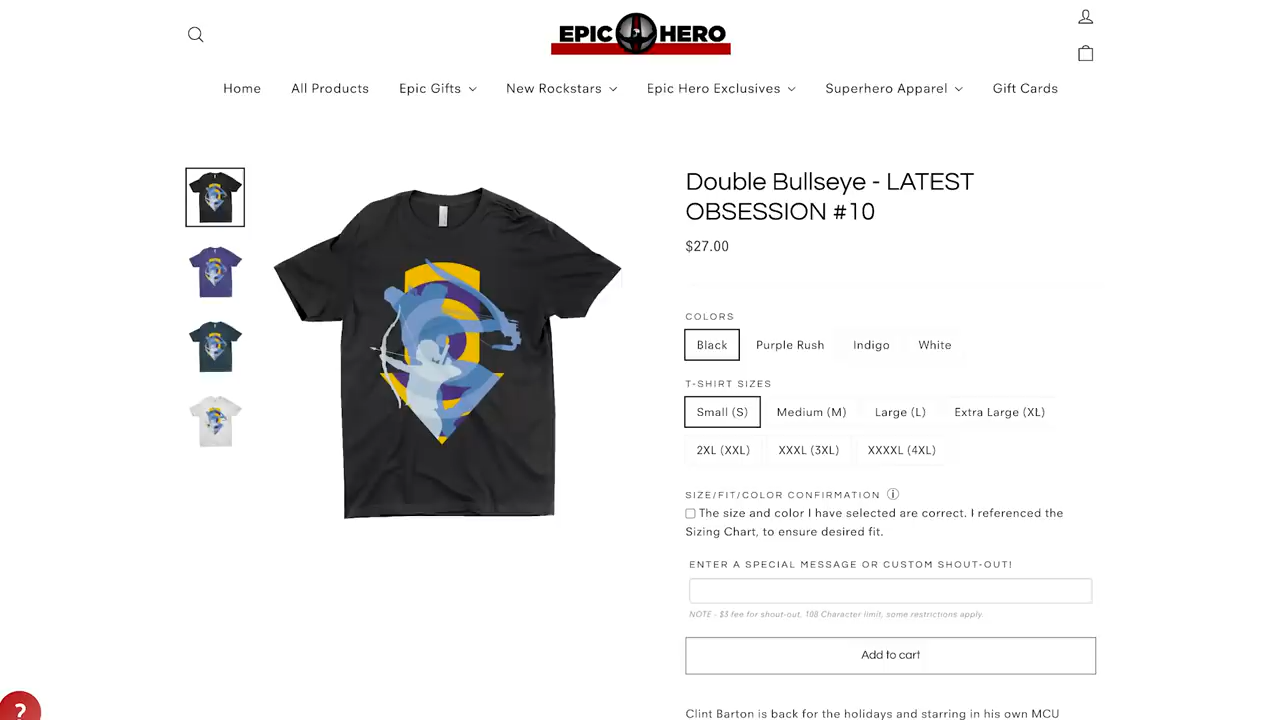 EPIC HERO
Home
All Products
Epic Gifts
New Rockstars
Epic Hero Exclusives
Superhero Apparel
Gift Cards
Double Bullseye - LATEST
OBSESSION #10
$27.00
COLORS
Black
Purple Rush
Indigo
White
T-SHIRT SIZES
Small (S)
Medium (M)
Large (L)
Extra Large (XL)
2XL (XXL)
XXXL (3XL)
XXXXL (4XL)
SIZE/FIT/COLOR CONFIRMATION ⓘ
The size and color I have selected are correct. I referenced the
Sizing Chart, to ensure desired fit.
ENTER A SPECIAL MESSAGE OR CUSTOM SHOUT-OUT!
NOTE - $3 fee for shout-out, 108 Character limit, some restrictions apply.
Add to cart
Clint Barton is back for the holidays and starring in his own MCU
?